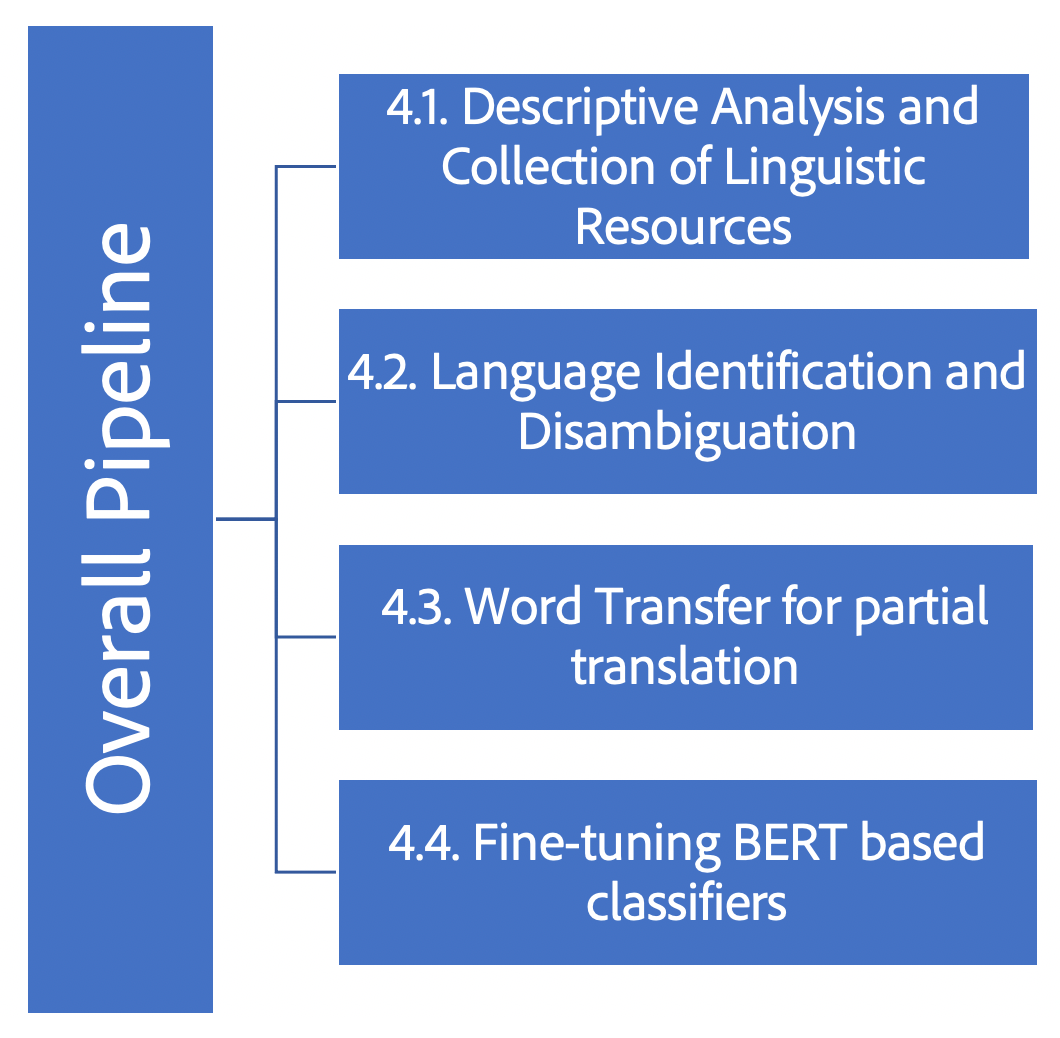 Overall Pipeline
4.1. Descriptive Analysis and
Collection of Linguistic
Resources
4.2. Language Identification and
Disambiguation
4.3. Word Transfer for partial
translation
4.4. Fine-tuning BERT based
classifiers